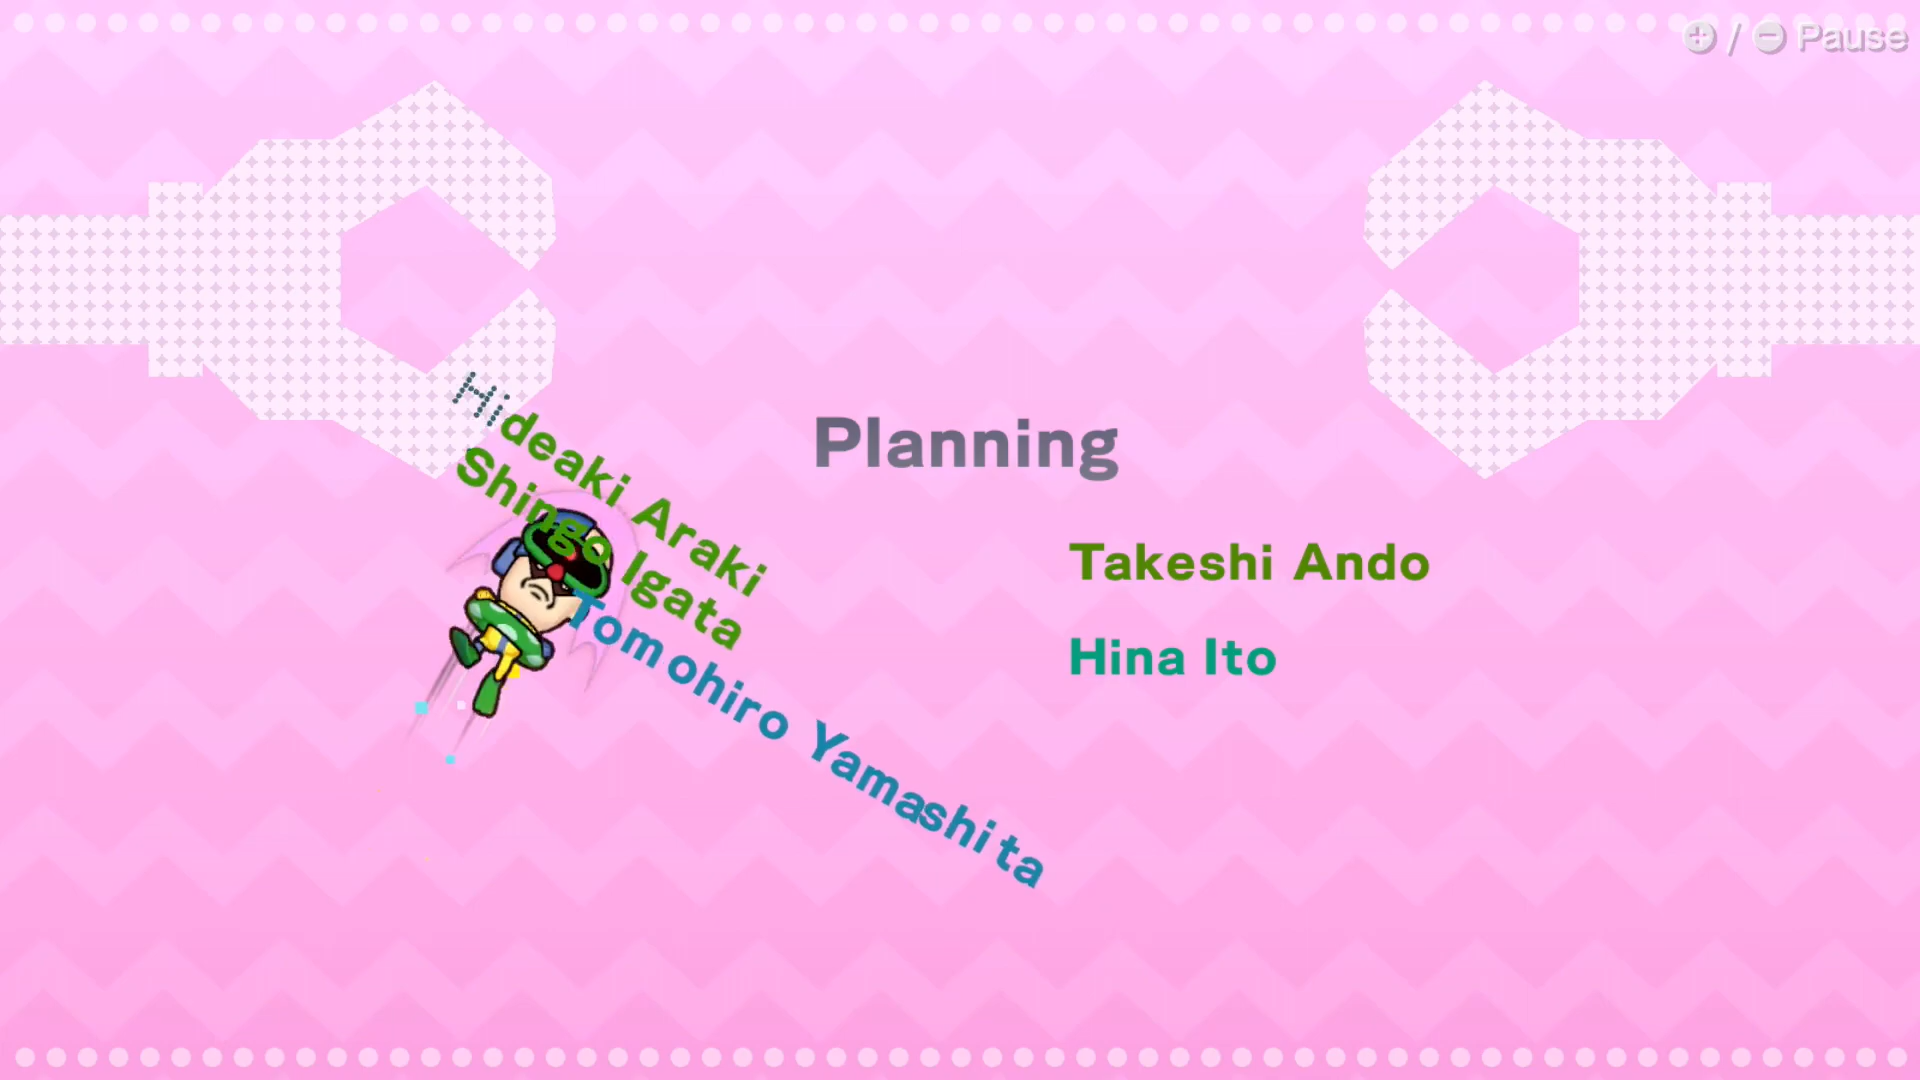 + / - Pause
Planning
Hideaki Araki
Shingo Igata
Tomohiro Yamashita
Takeshi Ando
Hina Ito